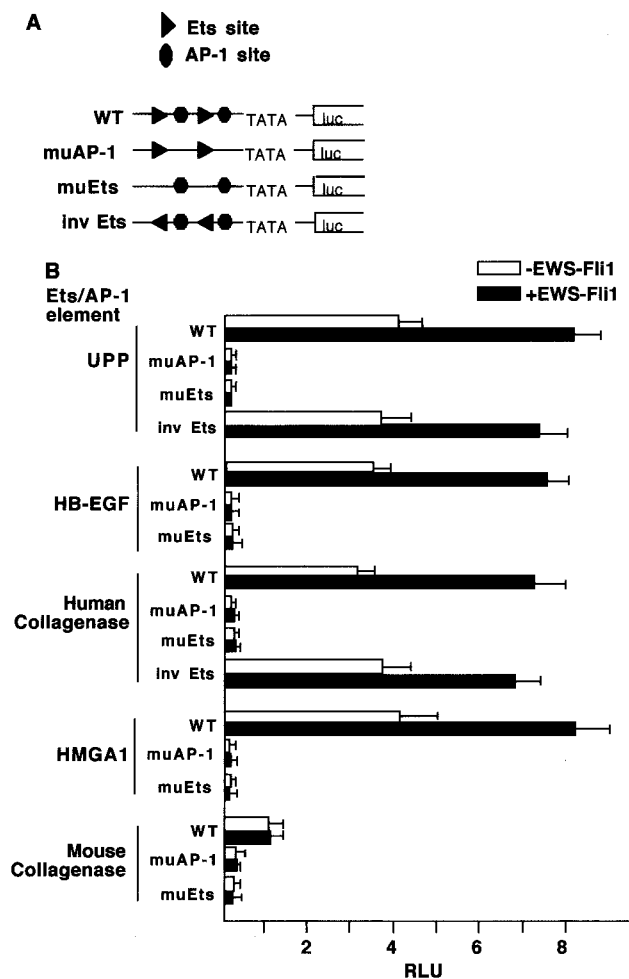 A
Ets site
AP-1 site
WT TATA luc
muAP-1 TATA luc
muEts TATA luc
inv Ets TATA luc
B
-EWS-Fli1
+EWS-Fli1
Ets/AP-1
element
UPP
WT
muAP-1
muEts
inv Ets
HB-EGF
WT
muAP-1
muEts
Human
Collagenase
WT
muAP-1
muEts
inv Ets
HMGA1
WT
muAP-1
muEts
Mouse
Collagenase
WT
muAP-1
muEts
2 4 6 8
RLU